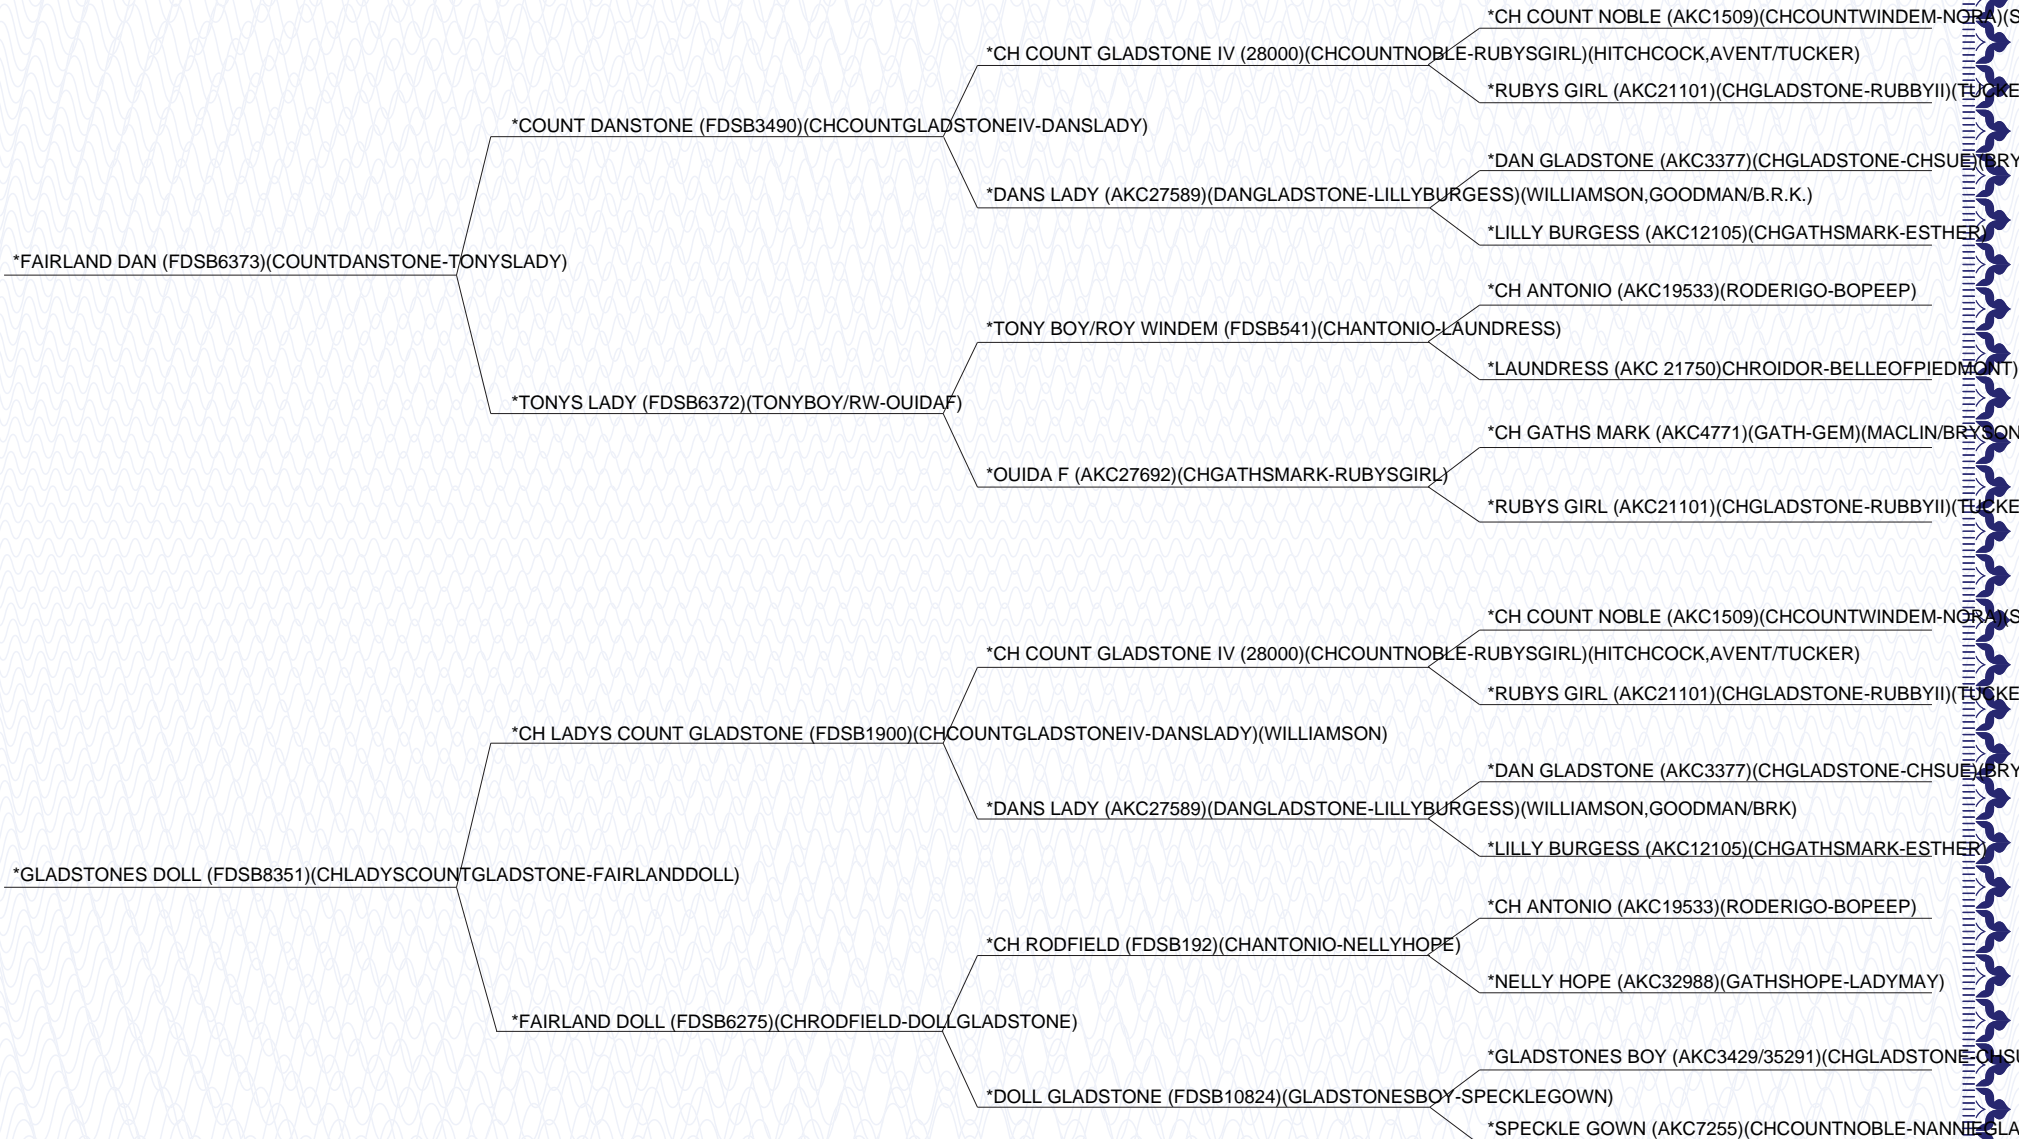 *CH COUNT NOBLE (AKC1509)(CHCOUNTWINDEM-NORA)(S
*CH COUNT GLADSTONE IV (28000)(CHCOUNTNOBLE-RUBYSGIRL)(HITCHCOCK,AVENT/TUCKER)
*RUBYS GIRL (AKC21101)(CHGLADSTONE-RUBBYII)(TUCKE
*COUNT DANSTONE (FDSB3490)(CHCOUNTGLADSTONEIV-DANSLADY)
*DAN GLADSTONE (AKC3377)(CHGLADSTONE-CHSUE)(BRY
*DANS LADY (AKC27589)(DANGLADSTONE-LILLYBURGESS)(WILLIAMSON,GOODMAN/B.R.K.)
*LILLY BURGESS (AKC12105)(CHGATHSMARK-ESTHER)
*FAIRLAND DAN (FDSB6373)(COUNTDANSTONE-TONYSLADY)
*CH ANTONIO (AKC19533)(RODERIGO-BOPEEP)
*TONY BOY/ROY WINDEM (FDSB541)(CHANTONIO-LAUNDRESS)
*LAUNDRESS (AKC 21750)CHROIDOR-BELLEOFPIEDMONT)
*TONYS LADY (FDSB6372)(TONYBOY/RW-OUIDAF)
*CH GATHS MARK (AKC4771)(GATH-GEM)(MACLIN/BRYSON
*OUIDA F (AKC27692)(CHGATHSMARK-RUBYSGIRL)
*RUBYS GIRL (AKC21101)(CHGLADSTONE-RUBBYII)(TUCKE
*CH COUNT NOBLE (AKC1509)(CHCOUNTWINDEM-NORA)(S
*CH COUNT GLADSTONE IV (28000)(CHCOUNTNOBLE-RUBYSGIRL)(HITCHCOCK,AVENT/TUCKER)
*RUBYS GIRL (AKC21101)(CHGLADSTONE-RUBBYII)(TUCKE
*CH LADYS COUNT GLADSTONE (FDSB1900)(CHCOUNTGLADSTONEIV-DANSLADY)(WILLIAMSON)
*DAN GLADSTONE (AKC3377)(CHGLADSTONE-CHSUE)(BRY
*DANS LADY (AKC27589)(DANGLADSTONE-LILLYBURGESS)(WILLIAMSON,GOODMAN/BRK)
*LILLY BURGESS (AKC12105)(CHGATHSMARK-ESTHER)
*GLADSTONES DOLL (FDSB8351)(CHLADYSCOUNTGLADSTONE-FAIRLANDDOLL)
*CH ANTONIO (AKC19533)(RODERIGO-BOPEEP)
*CH RODFIELD (FDSB192)(CHANTONIO-NELLYHOPE)
*NELLY HOPE (AKC32988)(GATHSHOPE-LADYMAY)
*FAIRLAND DOLL (FDSB6275)(CHRODFIELD-DOLLGLADSTONE)
*GLADSTONES BOY (AKC3429/35291)(CHGLADSTONE-CHSU
*DOLL GLADSTONE (FDSB10824)(GLADSTONESBOY-SPECKLEGOWN)
*SPECKLE GOWN (AKC7255)(CHCOUNTNOBLE-NANNIEGLA